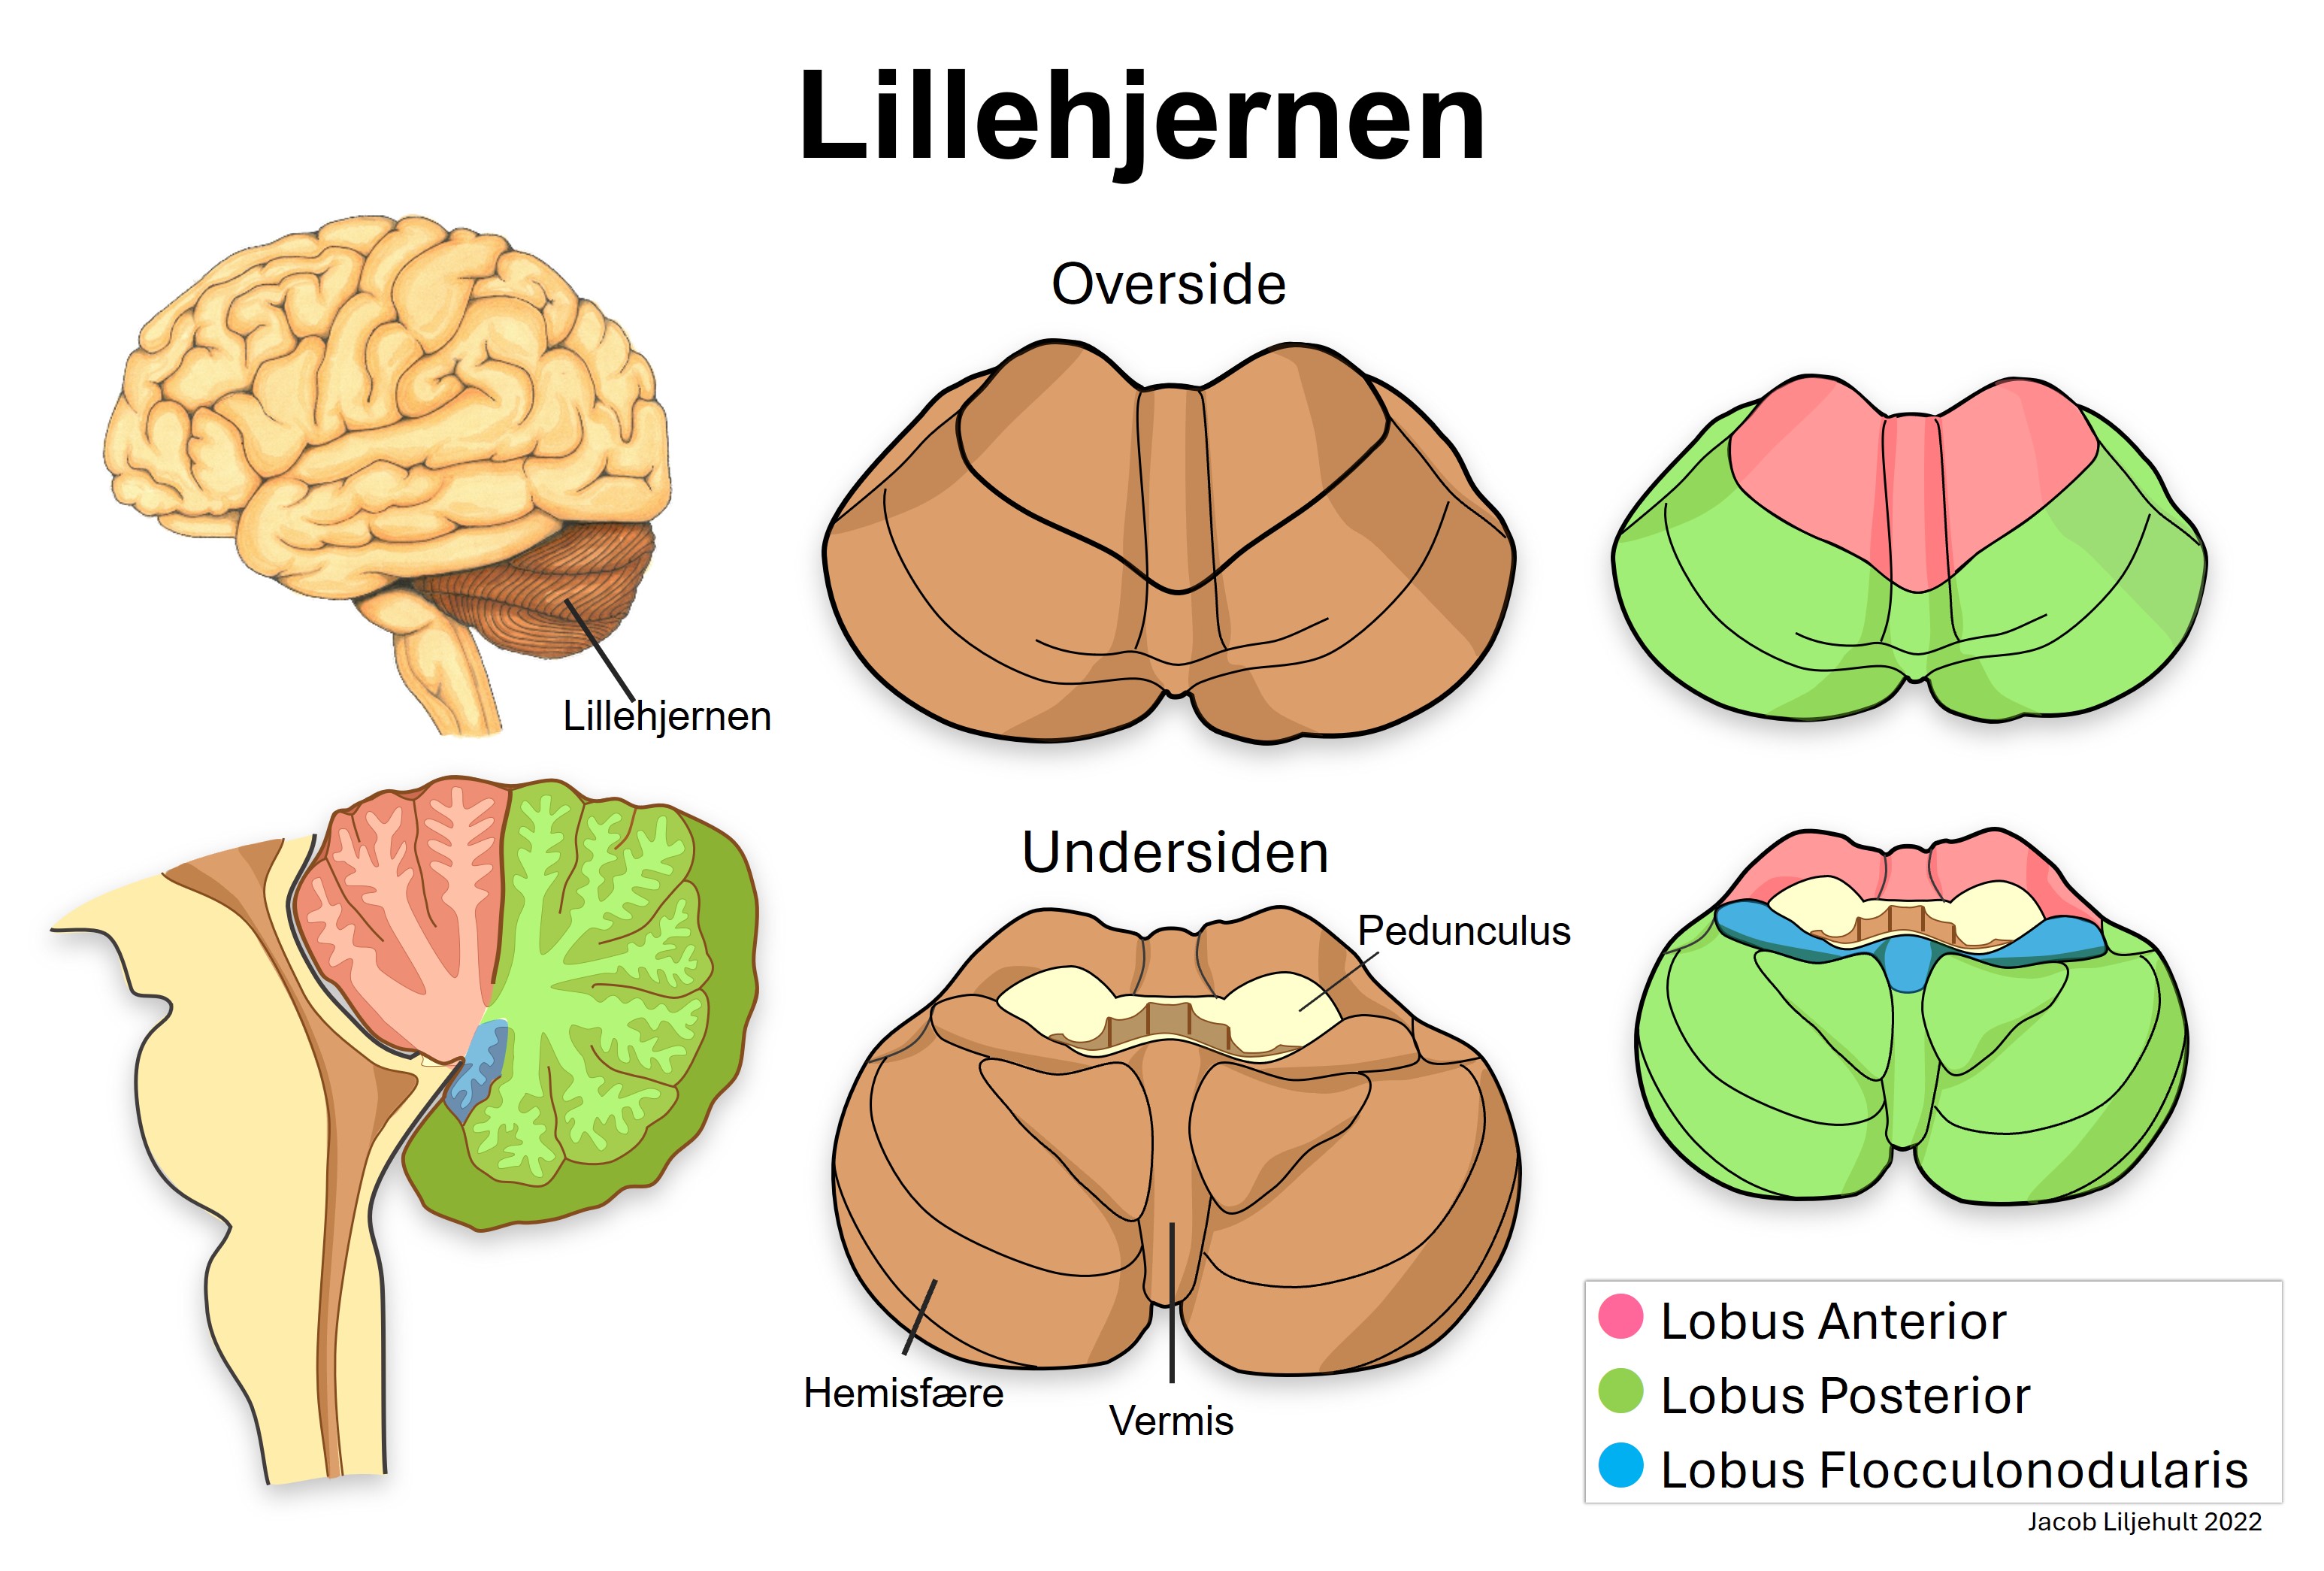 Lillehjernen
Overside
Lillehjernen
Undersiden
Pedunculus
Hemisfære
Vermis
Lobus Anterior
Lobus Posterior
Lobus Flocculonodularis
Jacob Liljehult 2022